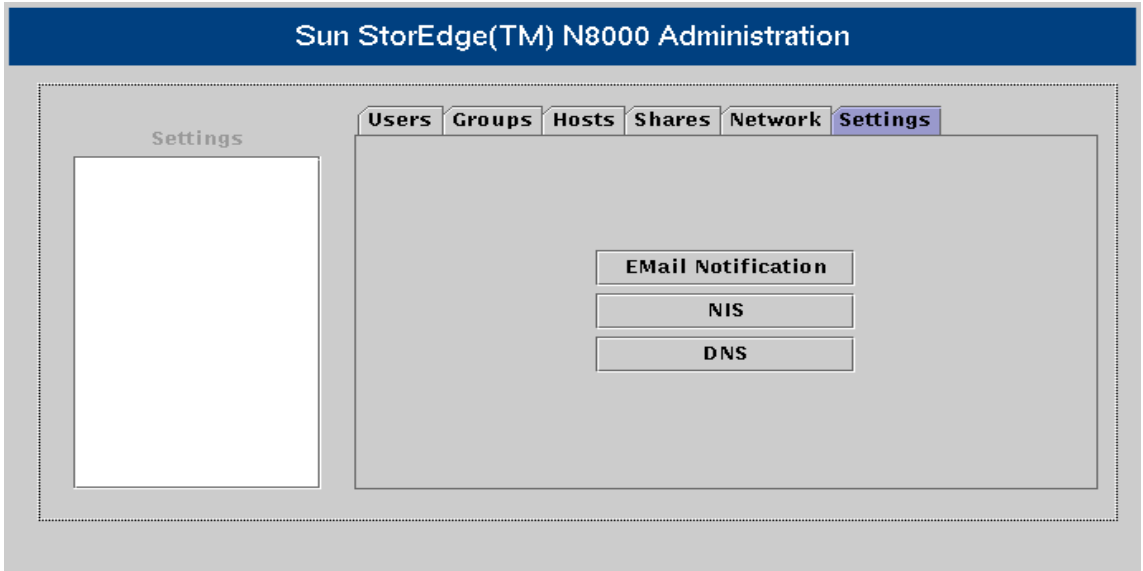 Sun StorEdge(TM) N8000 Administration
Settings
Users Groups Hosts Shares Network Settings
EMail Notification
NIS
DNS